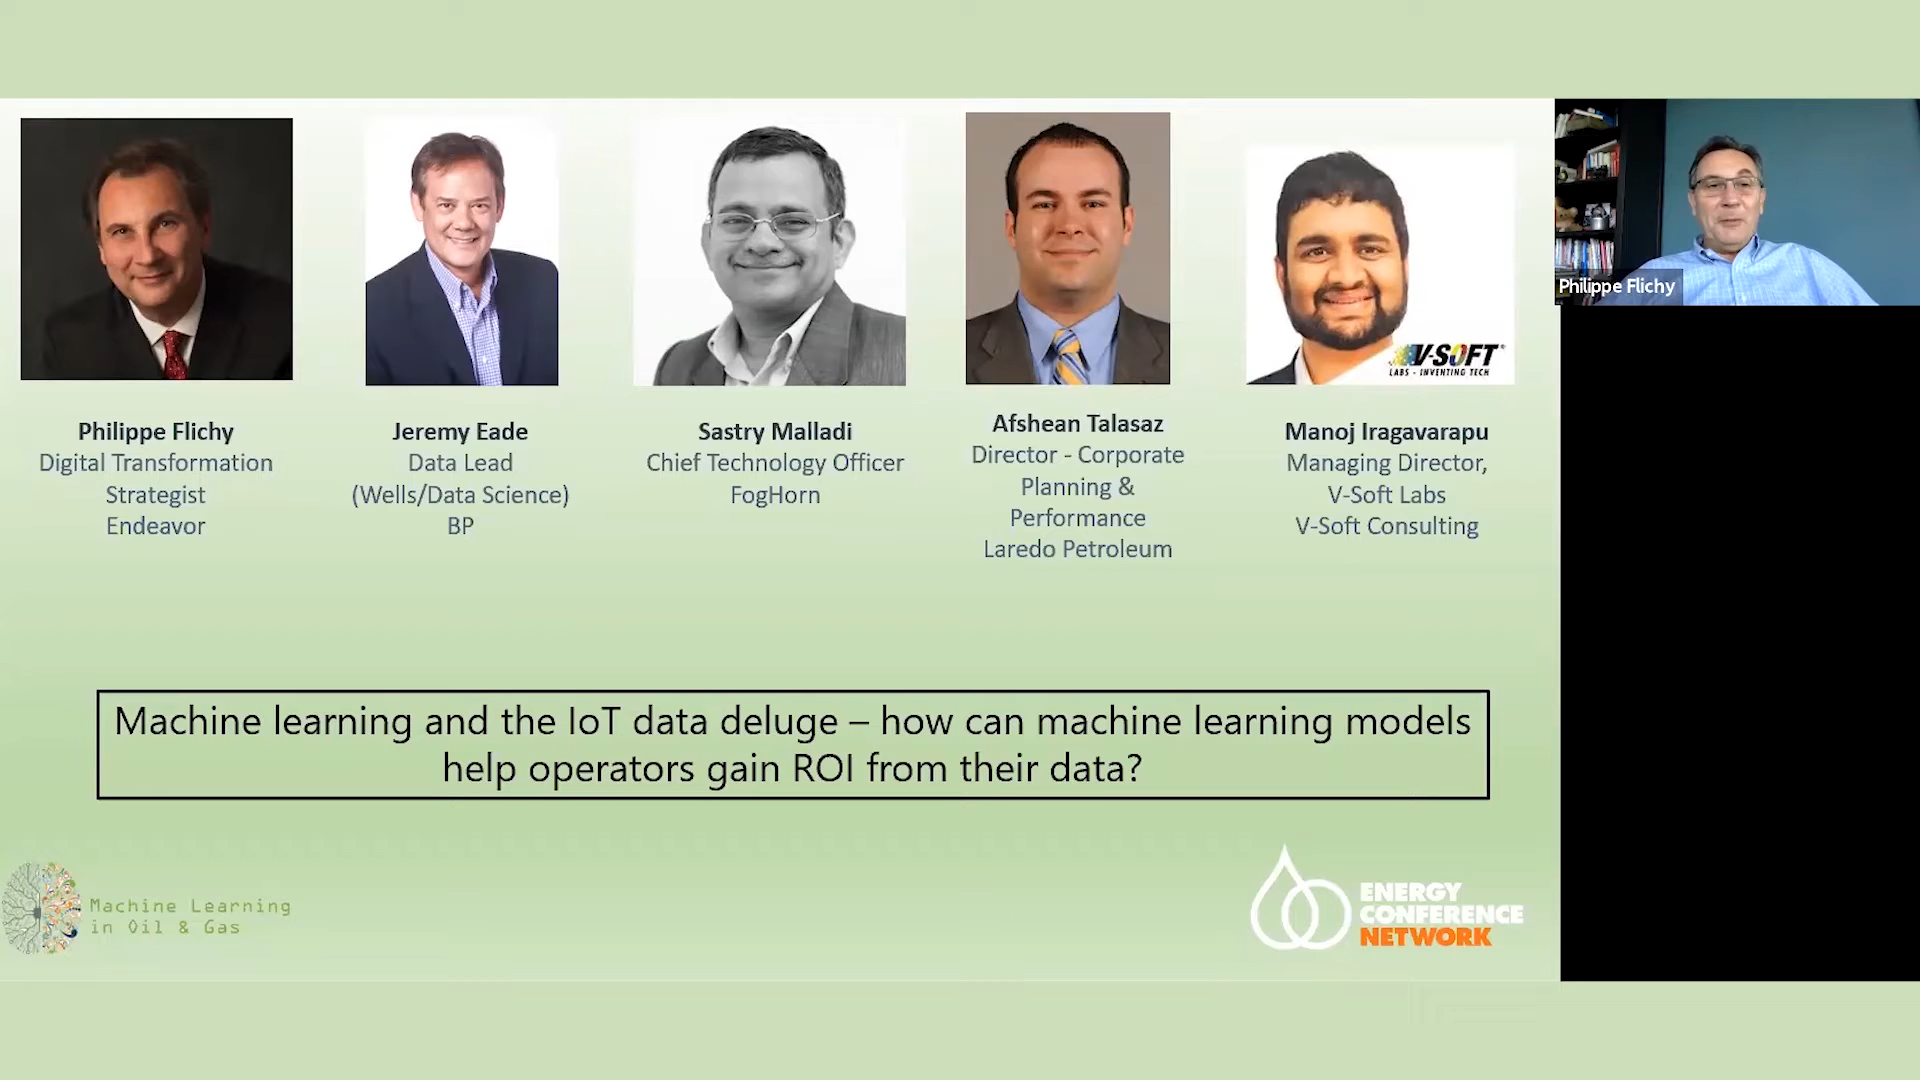 Philippe Flichy
Digital Transformation
Strategist
Endeavor
Jeremy Eade
Data Lead
(Wells/Data Science)
BP
Sastry Malladi
Chief Technology Officer
FogHorn
Afshean Talasaz
Director - Corporate
Planning &
Performance
Laredo Petroleum
V-SOFT
LABS - INVENTING TECH
Manoj Iragavarapu
Managing Director,
V-Soft Labs
V-Soft Consulting
Philippe Flichy
Machine learning and the IoT data deluge – how can machine learning models
help operators gain ROI from their data?
Machine Learning
in Oil & Gas
ENERGY
CONFERENCE
NETWORK